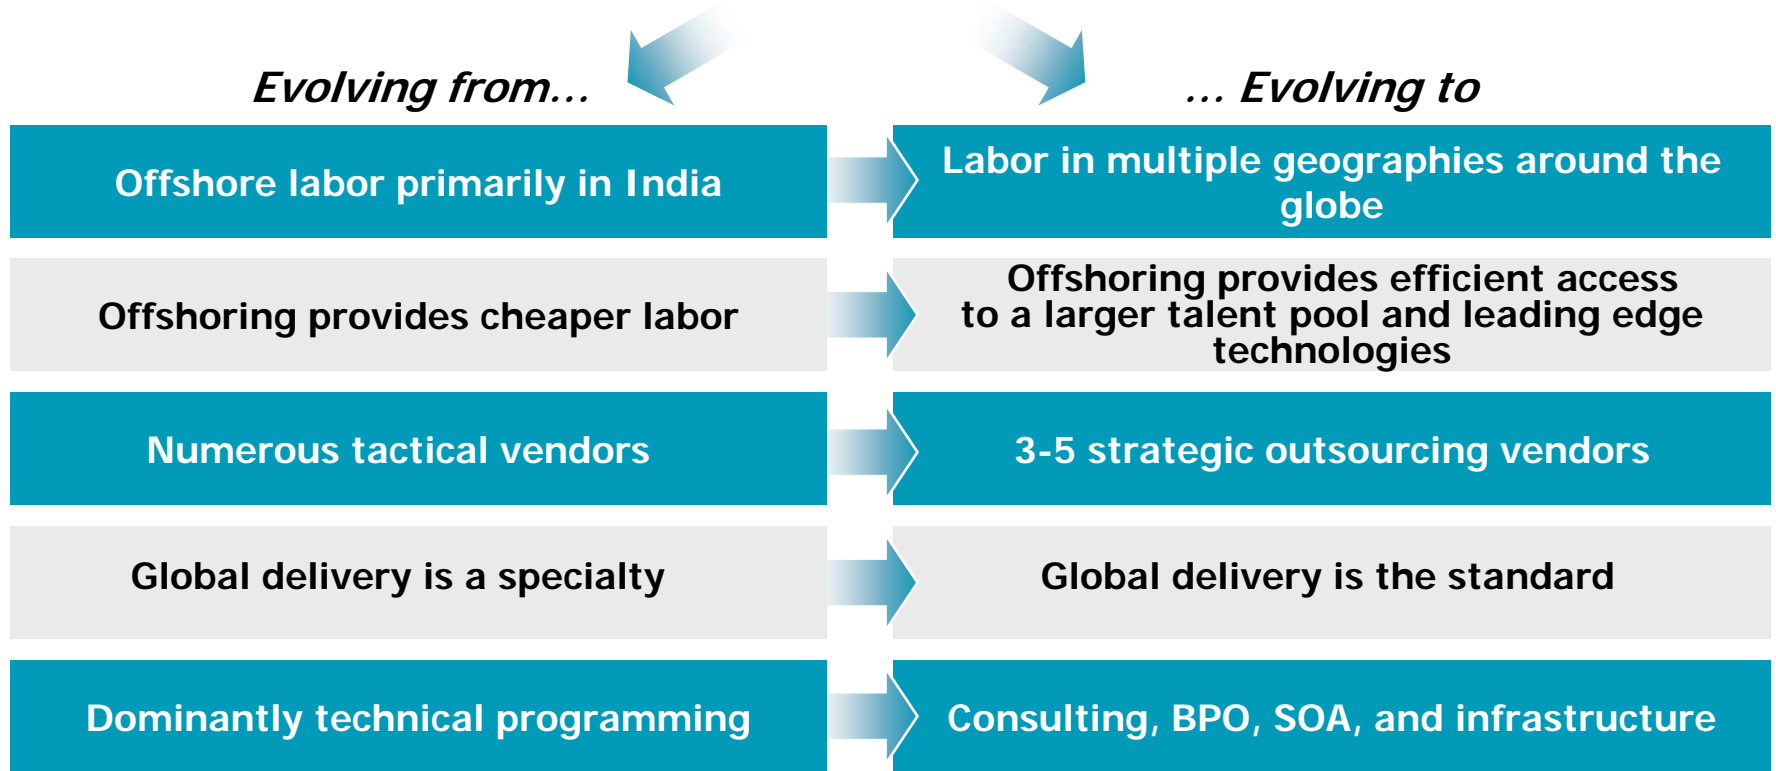 Evolving from...
... Evolving to
Offshore labor primarily in India
Labor in multiple geographies around the
globe
Offshoring provides cheaper labor
Offshoring provides efficient access
to a larger talent pool and leading edge
technologies
Numerous tactical vendors
3-5 strategic outsourcing vendors
Global delivery is a specialty
Global delivery is the standard
Dominantly technical programming
Consulting, BPO, SOA, and infrastructure